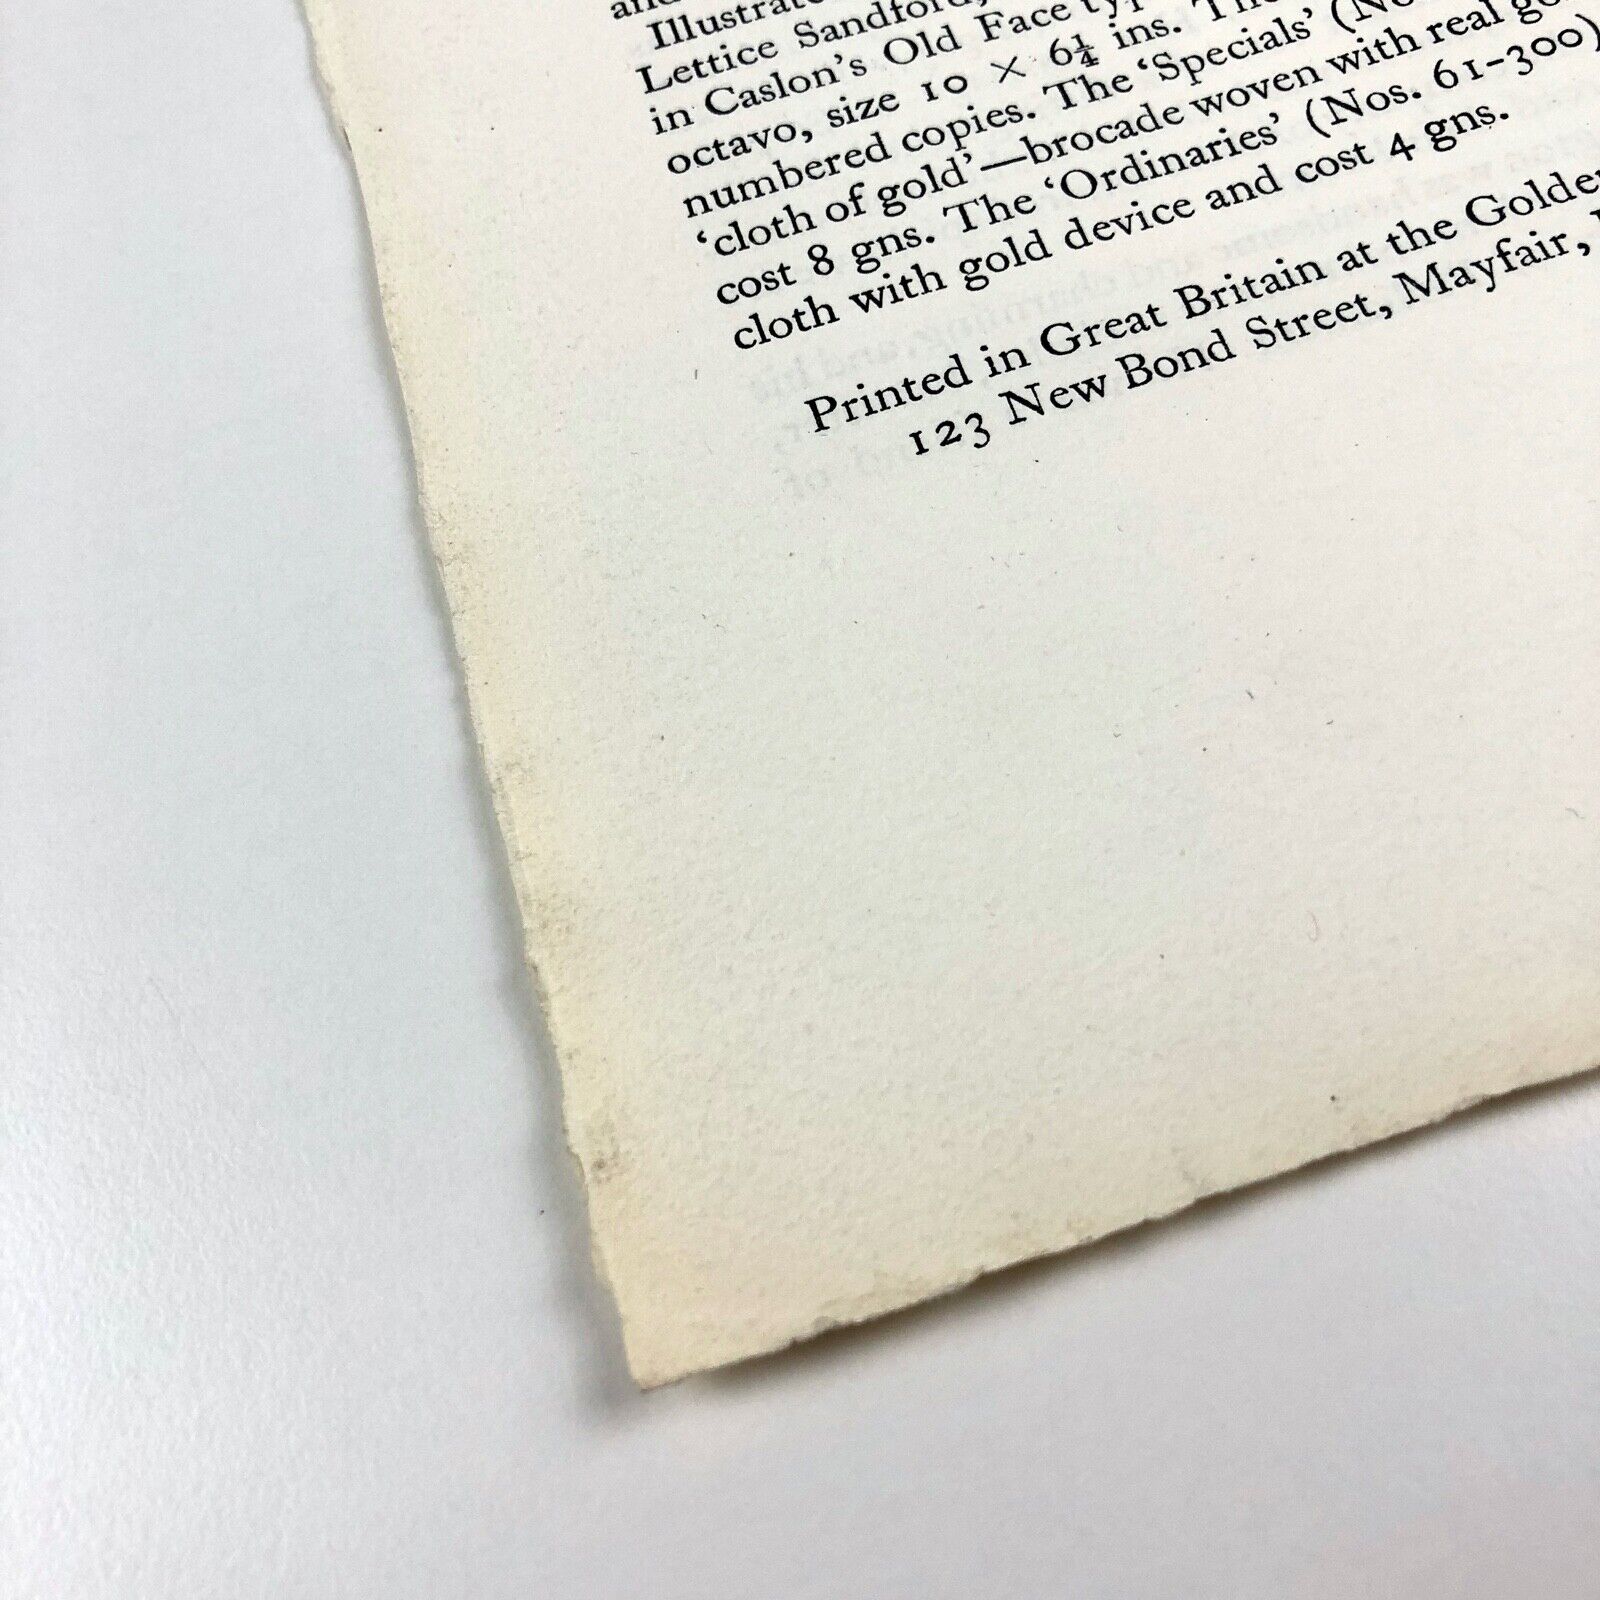 Lettice Sandford,
in Caslon's Old Face
octavo, size 10 × 6¼ ins. The
numbered copies. The 'Specials'
'cloth of gold'—brocade woven with real
cost 8 gns. The 'Ordinaries' (Nos. 61-300)
cloth with gold device and cost 4 gns.
Printed in Great Britain at the
123 New Bond Street, Mayfair,